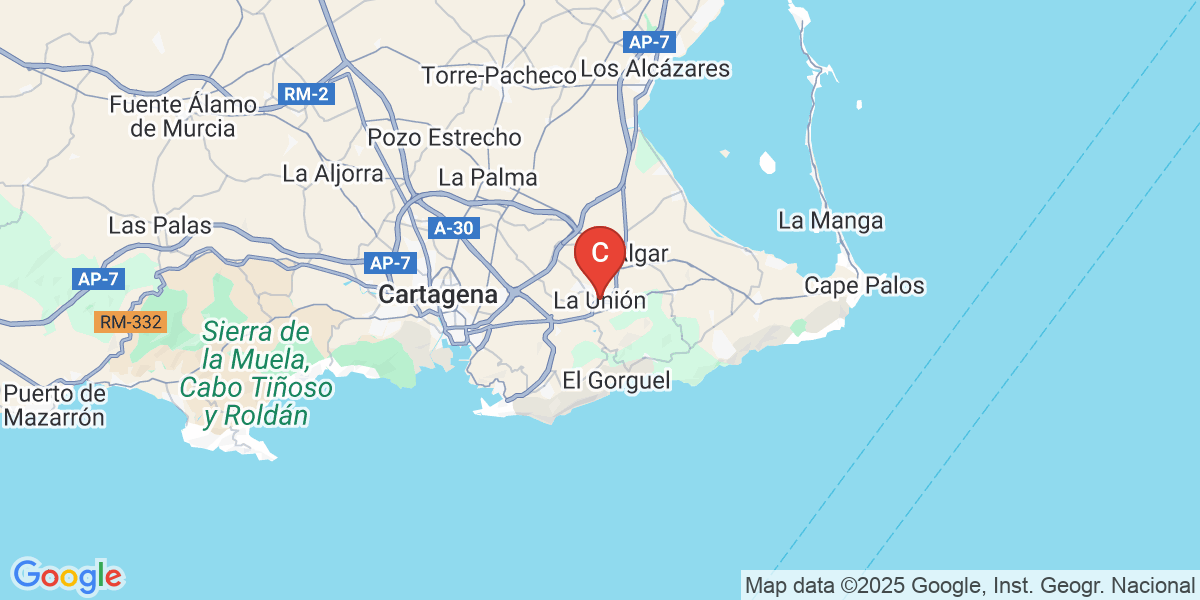 AP-7
Torre-Pacheco
Los Alcázares
RM-2
Fuente Álamo
de Murcia
Pozo Estrecho
La Aljorra
La Palma
Las Palas
A-30
La Manga
C
lgar
AP-7
AP-7
Cape Palos
Cartagena
La Unión
RM-332
Sierra de
la Muela,
Cabo Tiñoso
y Roldán
El Gorguel
Puerto de
Mazarrón
Google
Map data ©2025 Google, Inst. Geogr. Nacional